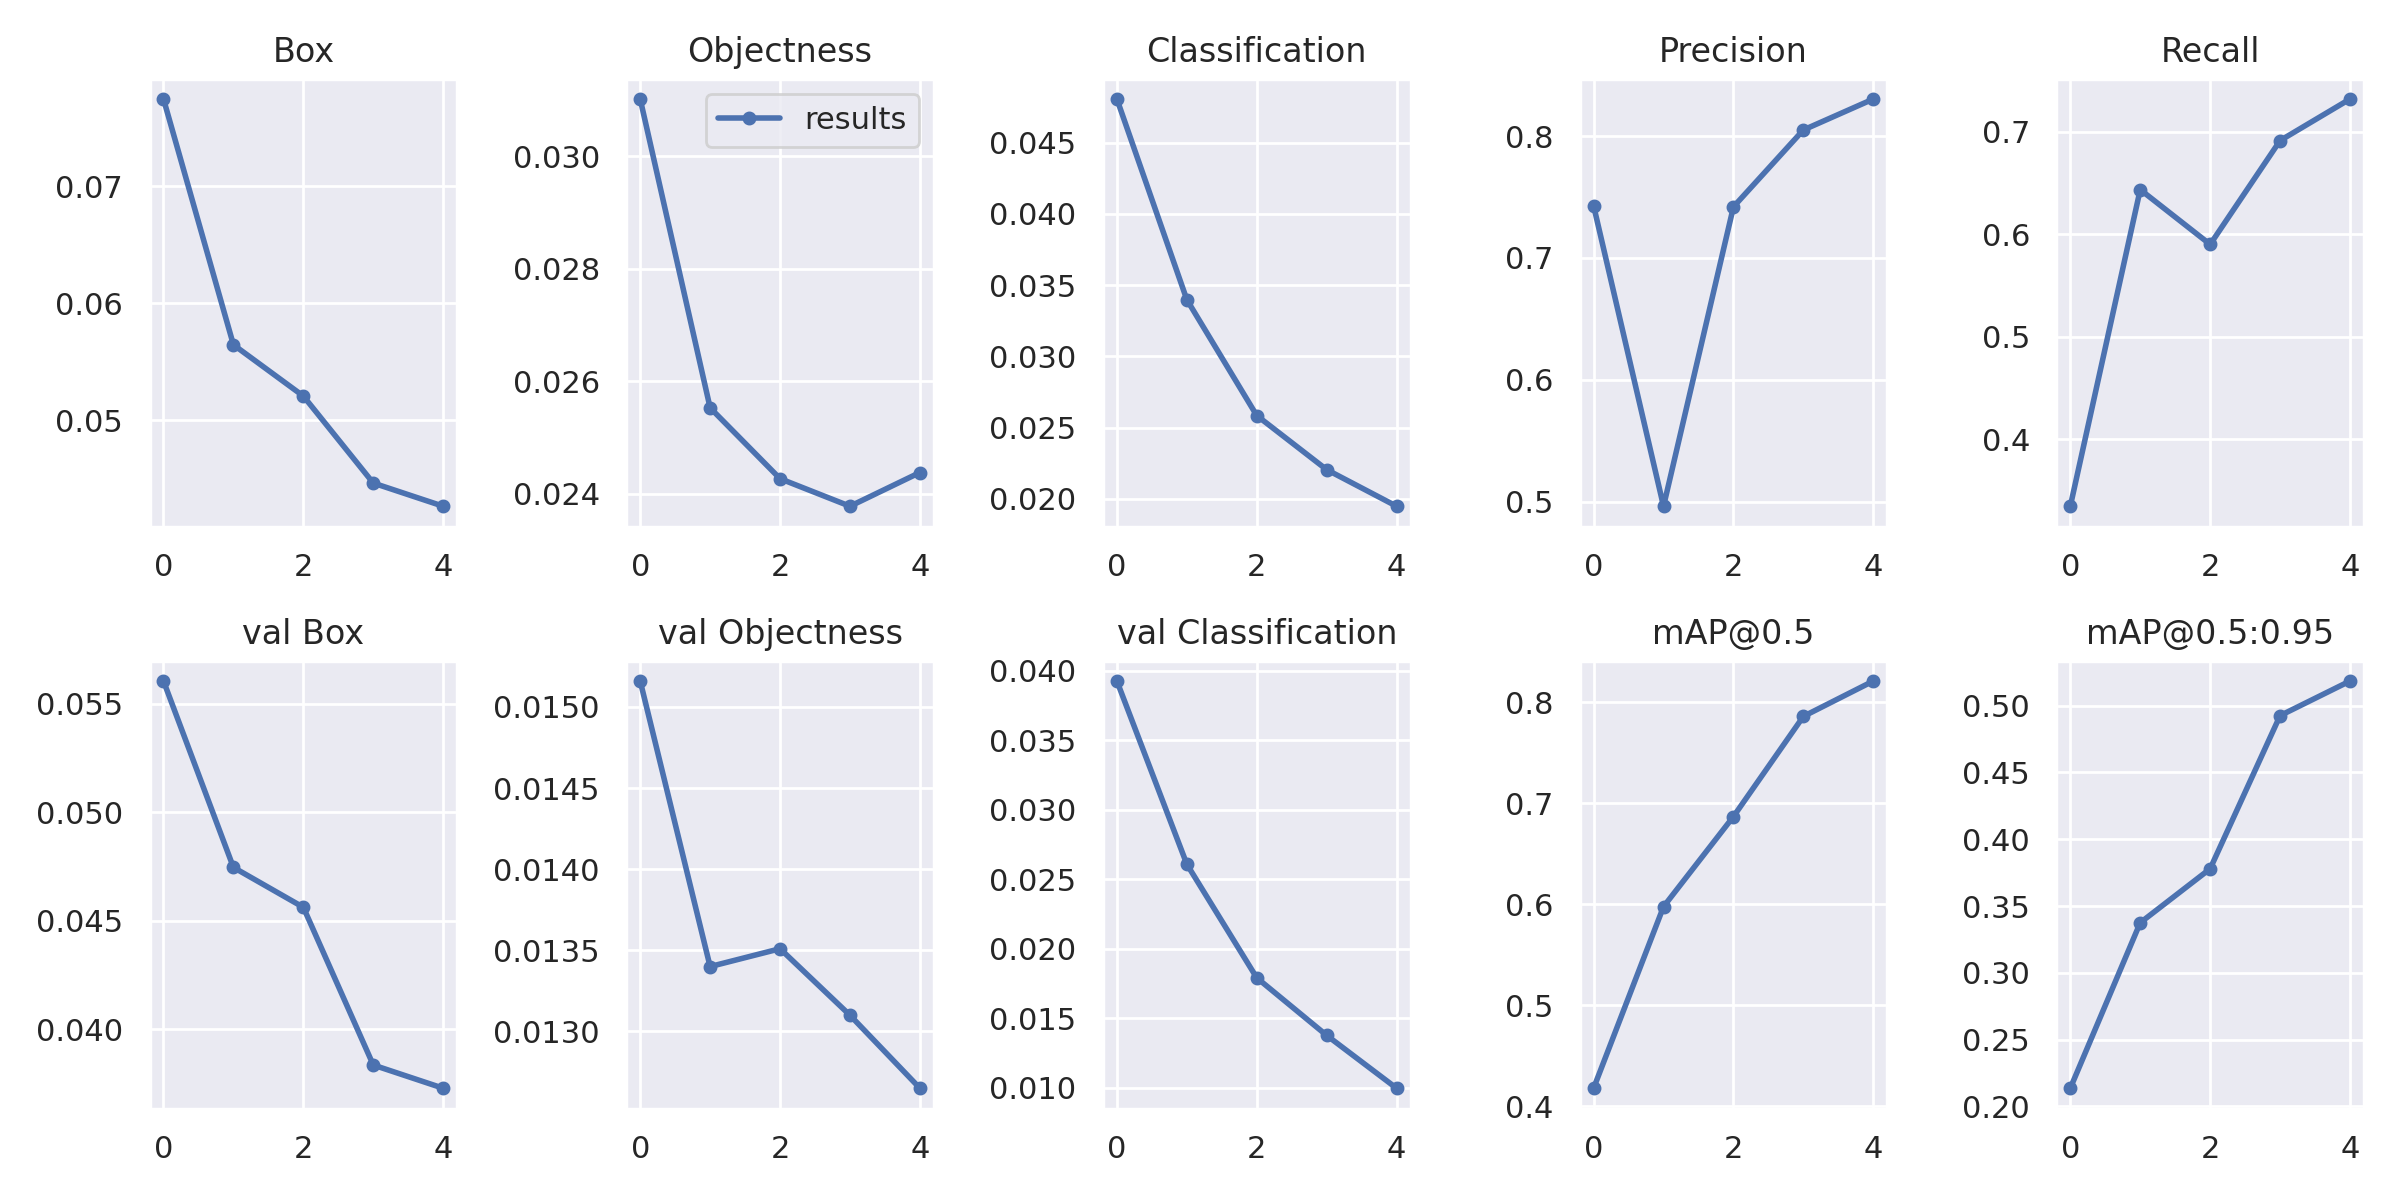 Box
0.07
0.06
0.05
0 2 4
Objectness
results
0.030
0.028
0.026
0.024
0 2 4
Classification
0.045
0.040
0.035
0.030
0.025
0.020
0 2 4
Precision
0.8
0.7
0.6
0.5
0 2 4
Recall
0.7
0.6
0.5
0.4
0 2 4
val Box
0.055
0.050
0.045
0.040
0 2 4
val Objectness
0.0150
0.0145
0.0140
0.0135
0.0130
0 2 4
val Classification
0.040
0.035
0.030
0.025
0.020
0.015
0.010
0 2 4
mAP@0.5
0.8
0.7
0.6
0.5
0.4
0 2 4
mAP@0.5:0.95
0.50
0.45
0.40
0.35
0.30
0.25
0.20
0 2 4